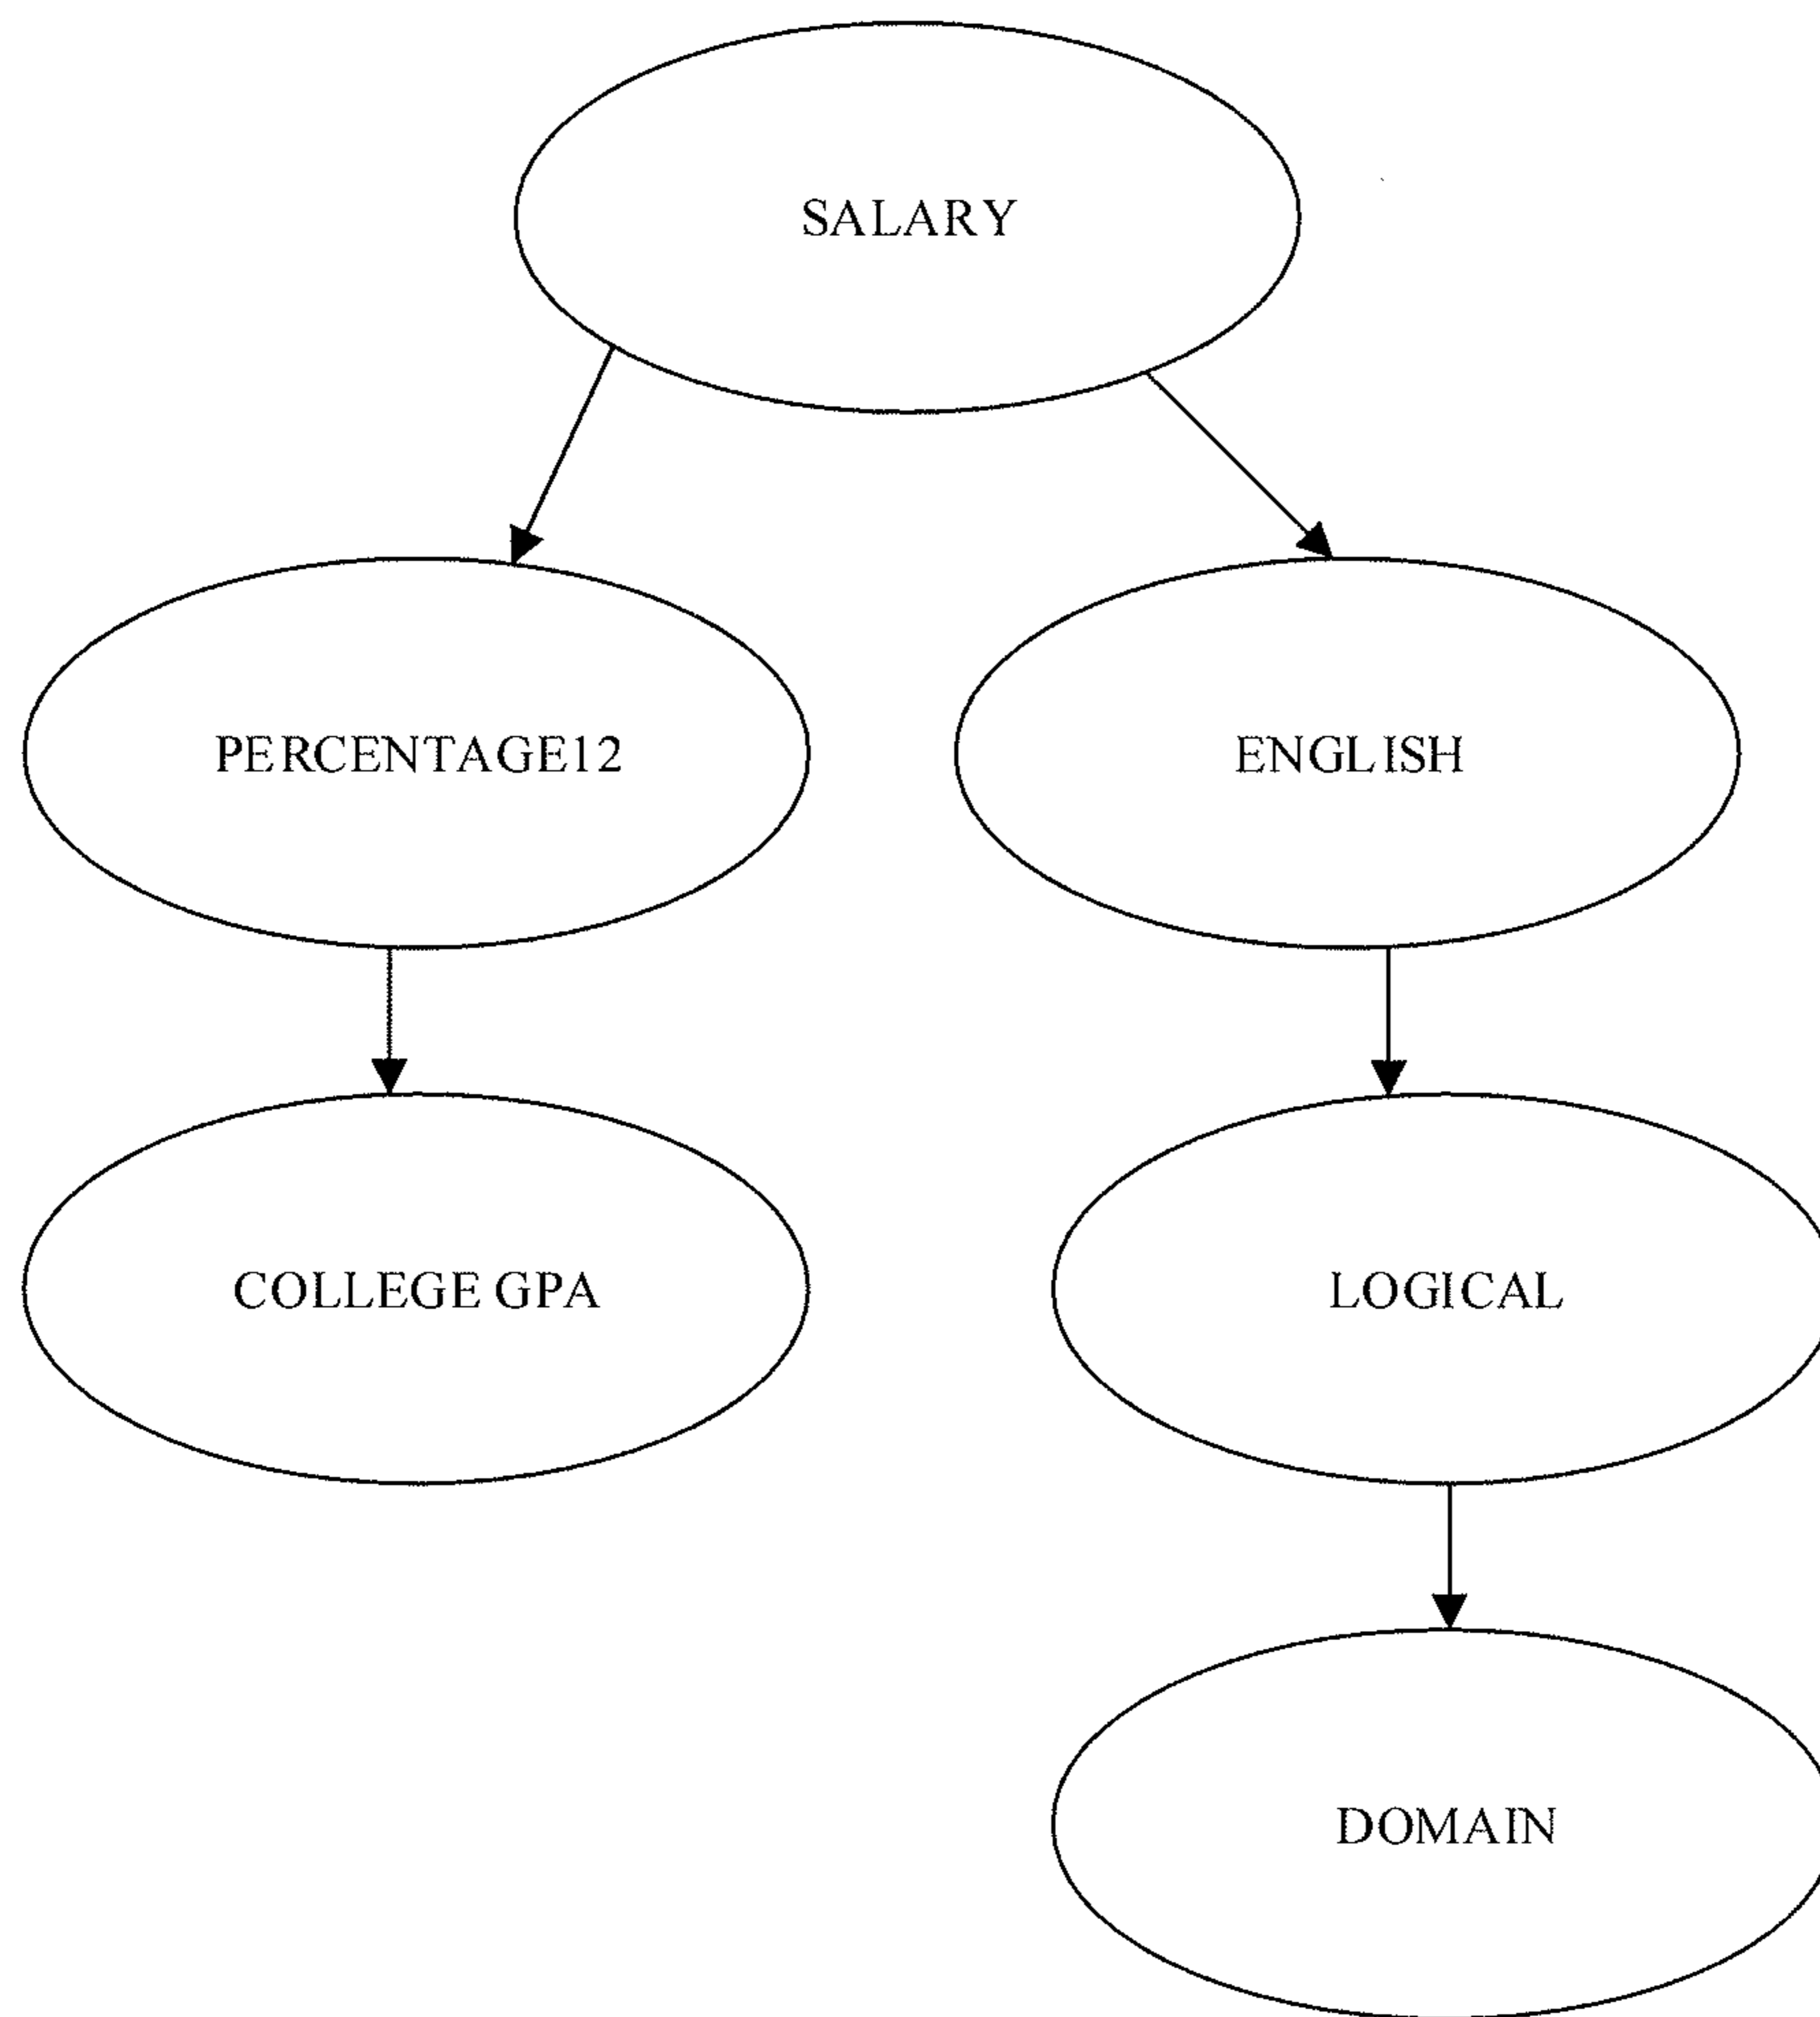 SALARY
PERCENTAGE12
ENGLISH
COLLEGE GPA
LOGICAL
DOMAIN